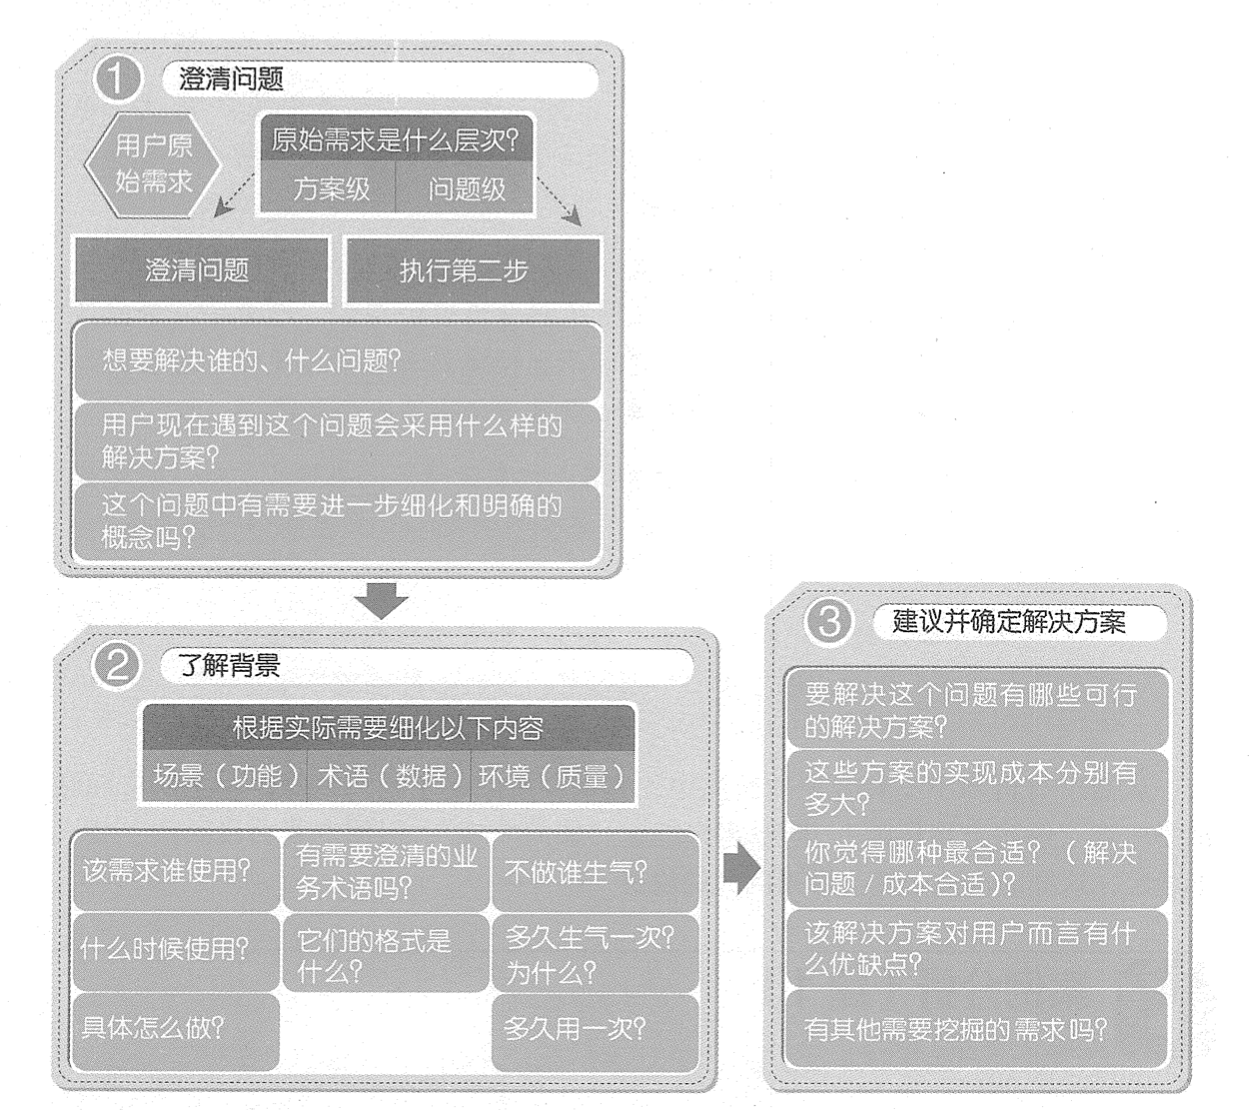 1
澄清问题
用户原
始需求
原始需求是什么层次？
方案级
问题级
澄清问题
执行第二步
想要解决谁的、什么问题？
用户现在遇到这个问题会采用什么样的
解决方案？
这个问题中有需要进一步细化和明确的
概念吗？
2
了解背景
根据实际需要细化以下内容
场景（功能）
术语（数据）
环境（质量）
该需求谁使用？
什么时候使用？
具体怎么做？
有需要澄清的业
务术语吗？
它们的格式是
什么？
不做谁生气？
多久生气一次？
为什么？
多久用一次？
3
建议并确定解决方案
要解决这个问题有哪些可行
的解决方案？
这些方案的实现成本分别有
多大？
你觉得哪种最合适？（解决
问题/成本合适）？
该解决方案对用户而言有什
么优缺点？
有其他需要挖掘的需求吗？